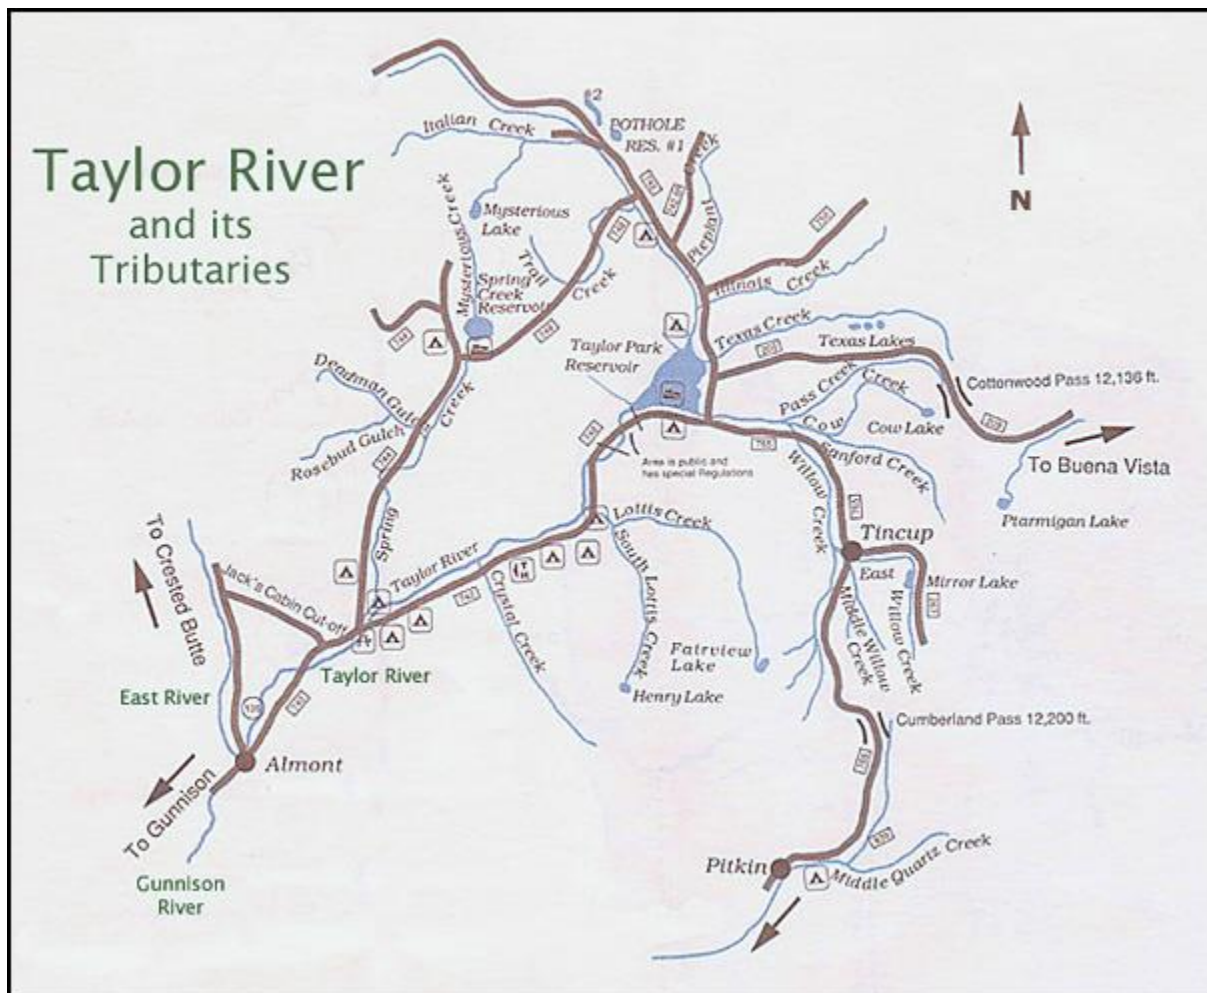 Taylor River
and its
Tributaries
#2
POTHOLE
RES. #1
Italian Creek
N
Mysterious Creek
Mysterious
Lake
742
Pieplant
Creek
Trail
Creek
Spring
Creek
Reservoir
748
Illinois Creek
Texas Creek
Taylor Park
Reservoir
Texas Lakes
Deadman Gulch
Pass Creek
Cow
Creek
Cow Lake
Cottonwood Pass 12,136 ft.
Rosebud Gulch
Creek
Area is public and
has special Regulations
765
Sanford Creek
To Buena Vista
Willow Creek
Ptarmigan Lake
Lottis Creek
Tincup
To Crested Butte
Spring
Taylor River
742
South Lottis Creek
East
Willow Creek
Mirror Lake
Jack's Cabin Cut-off
Crystal Creek
Middle Willow
Creek
Fairview
Lake
Taylor River
East River
Henry Lake
Cumberland Pass 12,200 ft.
Almont
To Gunnison
Pitkin
Middle Quartz Creek
Gunnison
River